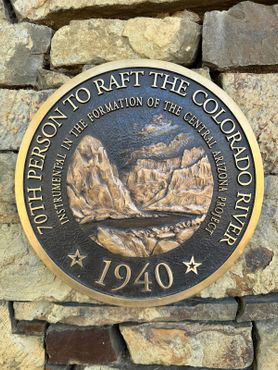 70TH PERSON TO RAFT THE COLORADO RIVER
INSTRUMENTAL IN THE FORMATION OF THE CENTRAL ARIZONA PROJECT
1940